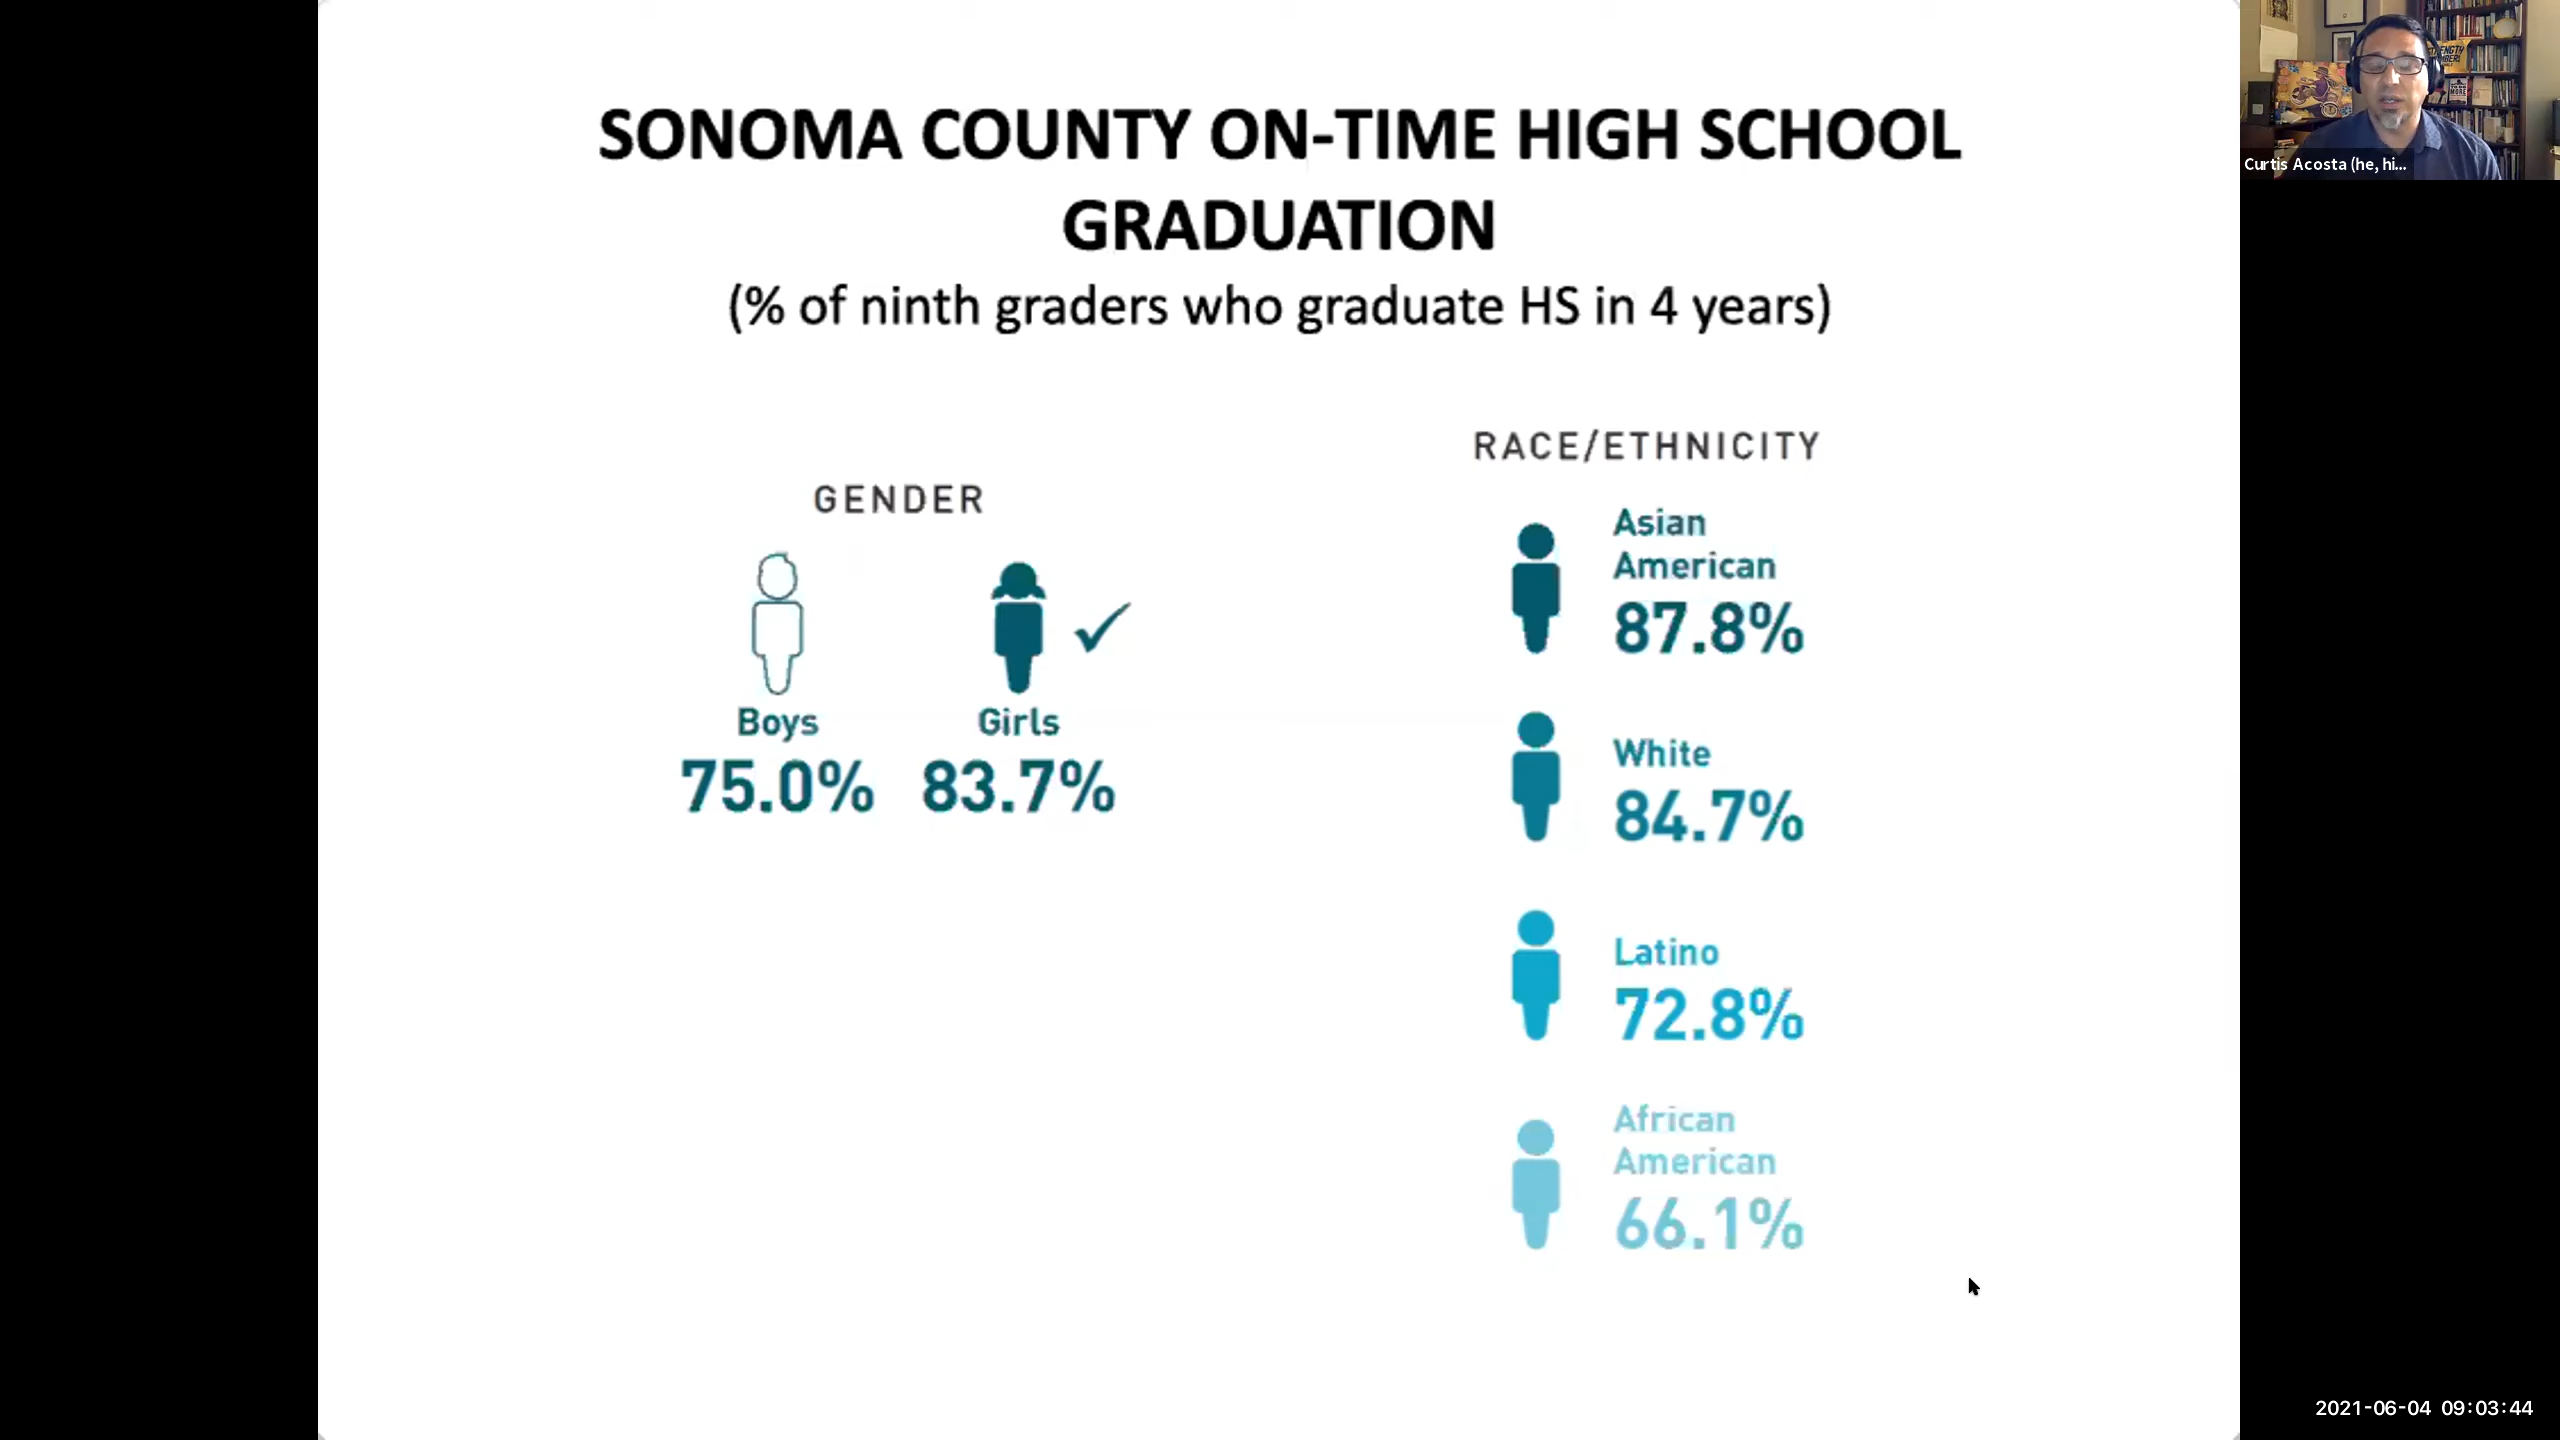 SONOMA COUNTY ON-TIME HIGH SCHOOL
GRADUATION
(% of ninth graders who graduate HS in 4 years)
GENDER
Boys
75.0%
Girls
83.7%
RACE/ETHNICITY
Asian
American
87.8%
White
84.7%
Latino
72.8%
African
American
66.1%
Curtis Acosta (he, hi...
2021-06-04 09:03:44